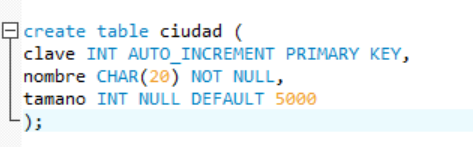 create table ciudad (
clave INT AUTO_INCREMENT PRIMARY KEY,
nombre CHAR(20) NOT NULL,
tamano INT NULL DEFAULT 5000
);